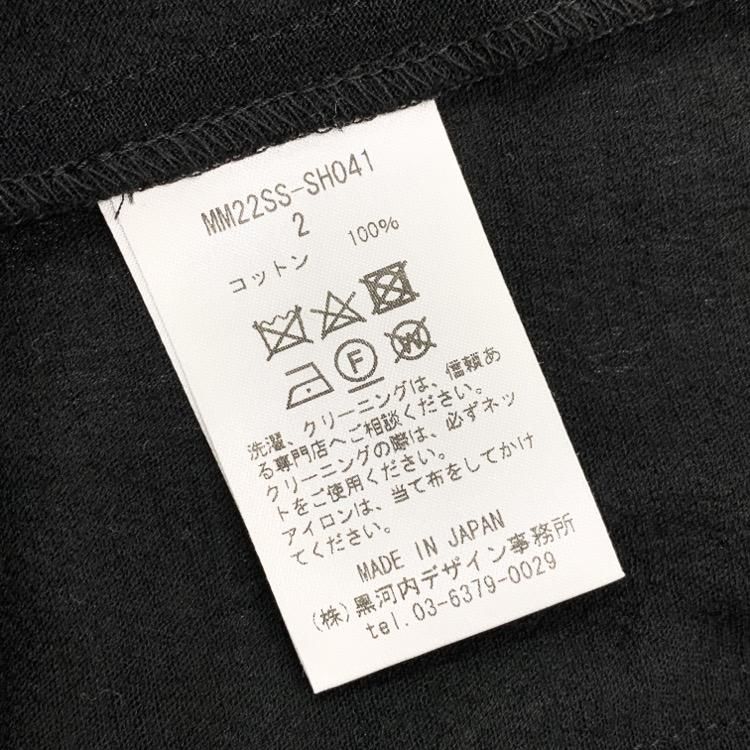 MM22SS-SH041
2
コットン 100%
F W
洗濯、クリーニングは、信頼あ
る専門店へご相談ください。
クリーニングの際は、必ずネッ
トをご使用ください。
アイロンは、当て布をしてかけ
てください。
MADE IN JAPAN
(株)黒河内デザイン事務所
tel.03-6379-0029